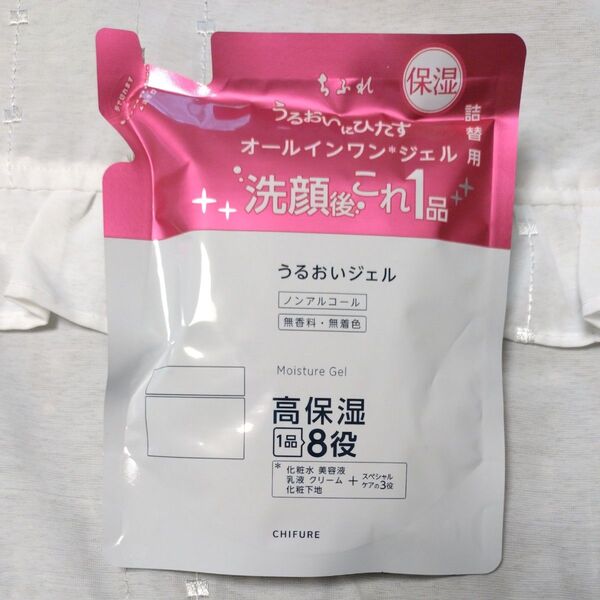 ちふれ
保湿
詰替用
うるおいにひたす
オールインワン*ジェル
洗顔後これ1品
うるおいジェル
ノンアルコール
無香料・無着色
Moisture Gel
高保湿
1品 8役
* 化粧水 美容液
乳液 クリーム + スペシャル
ケアの3役
化粧下地
CHIFURE